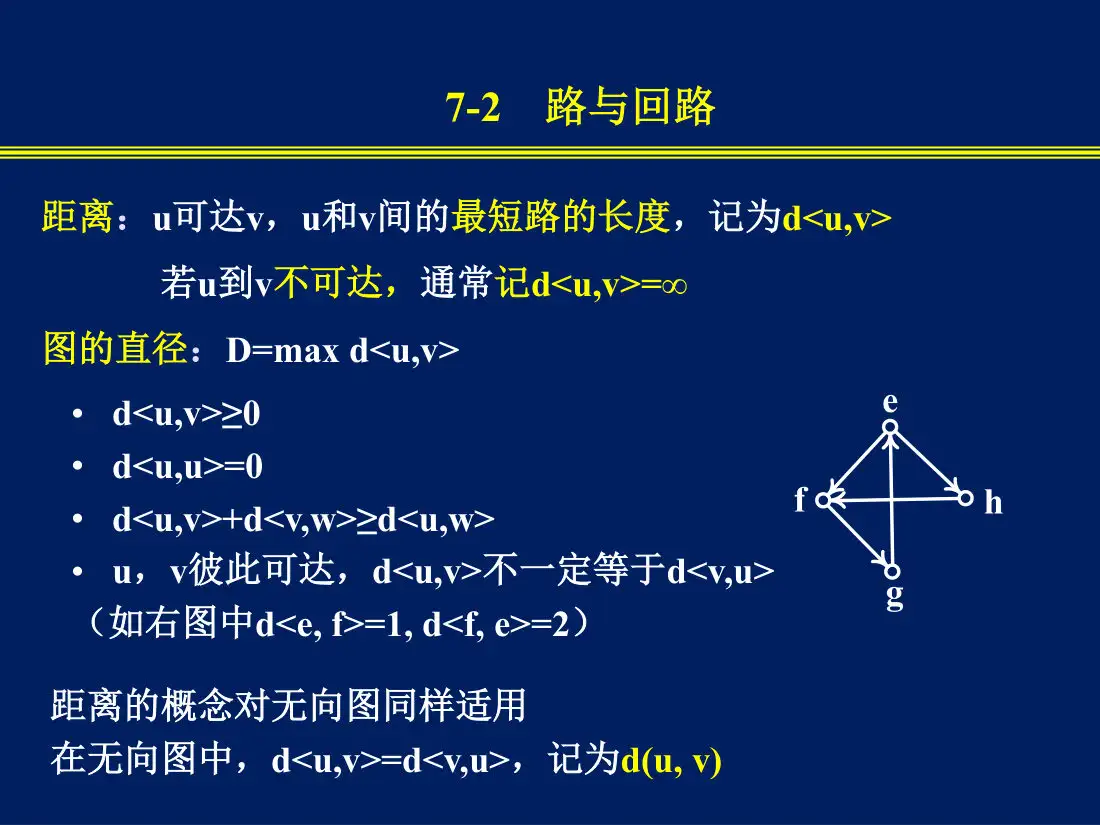 7-2 路与回路
距离：u可达v，u和v间的最短路的长度，记为d<u,v>
若u到v不可达，通常记d<u,v>=∞
图的直径：D=max d<u,v>
• d<u,v>≥0
• d<u,u>=0
• d<u,v>+d<v,w>≥d<u,w>
• u，v彼此可达，d<u,v>不一定等于d<v,u>
（如右图中d<e, f>=1, d<f, e>=2）
e
f
h
g
距离的概念对无向图同样适用
在无向图中，d<u,v>=d<v,u>，记为d(u, v)